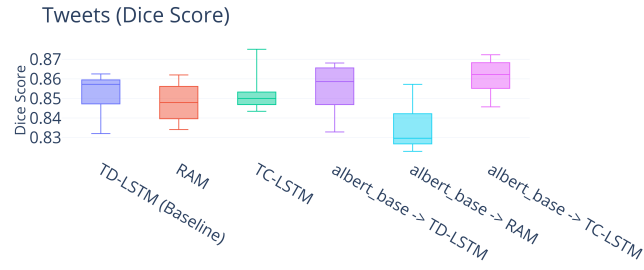 Tweets (Dice Score)
Dice Score
0.87
0.86
0.85
0.84
0.83
TD-LSTM (Baseline)
RAM
TC-LSTM
albert_base -> TD-LSTM
albert_base -> RAM
albert_base -> TC-LSTM